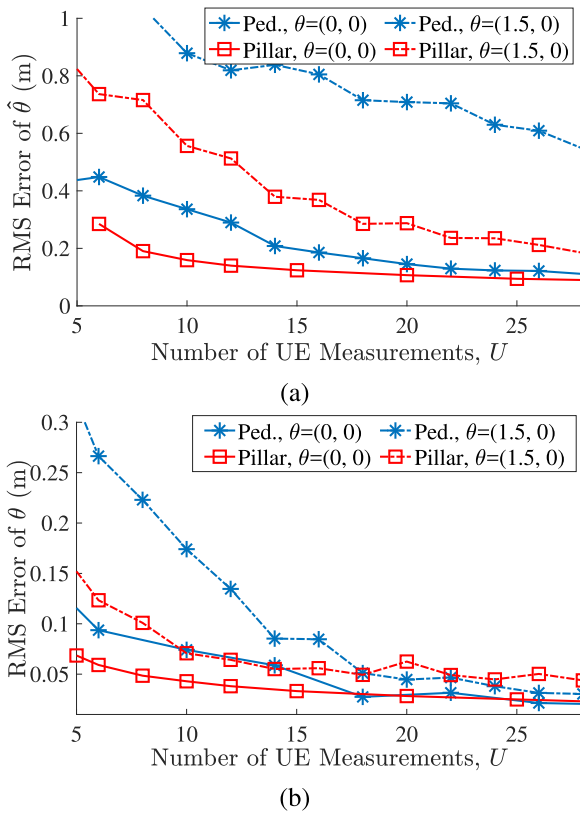 1
Ped., θ=(0, 0) Ped., θ=(1.5, 0)
Pillar, θ=(0, 0) Pillar, θ=(1.5, 0)
0.8
0.6
0.4
0.2
0
RMS Error of θ̂ (m)
5 10 15 20 25
Number of UE Measurements, U
(a)
0.3
Ped., θ=(0, 0) Ped., θ=(1.5, 0)
Pillar, θ=(0, 0) Pillar, θ=(1.5, 0)
0.25
0.2
0.15
0.1
0.05
RMS Error of θ (m)
5 10 15 20 25
Number of UE Measurements, U
(b)